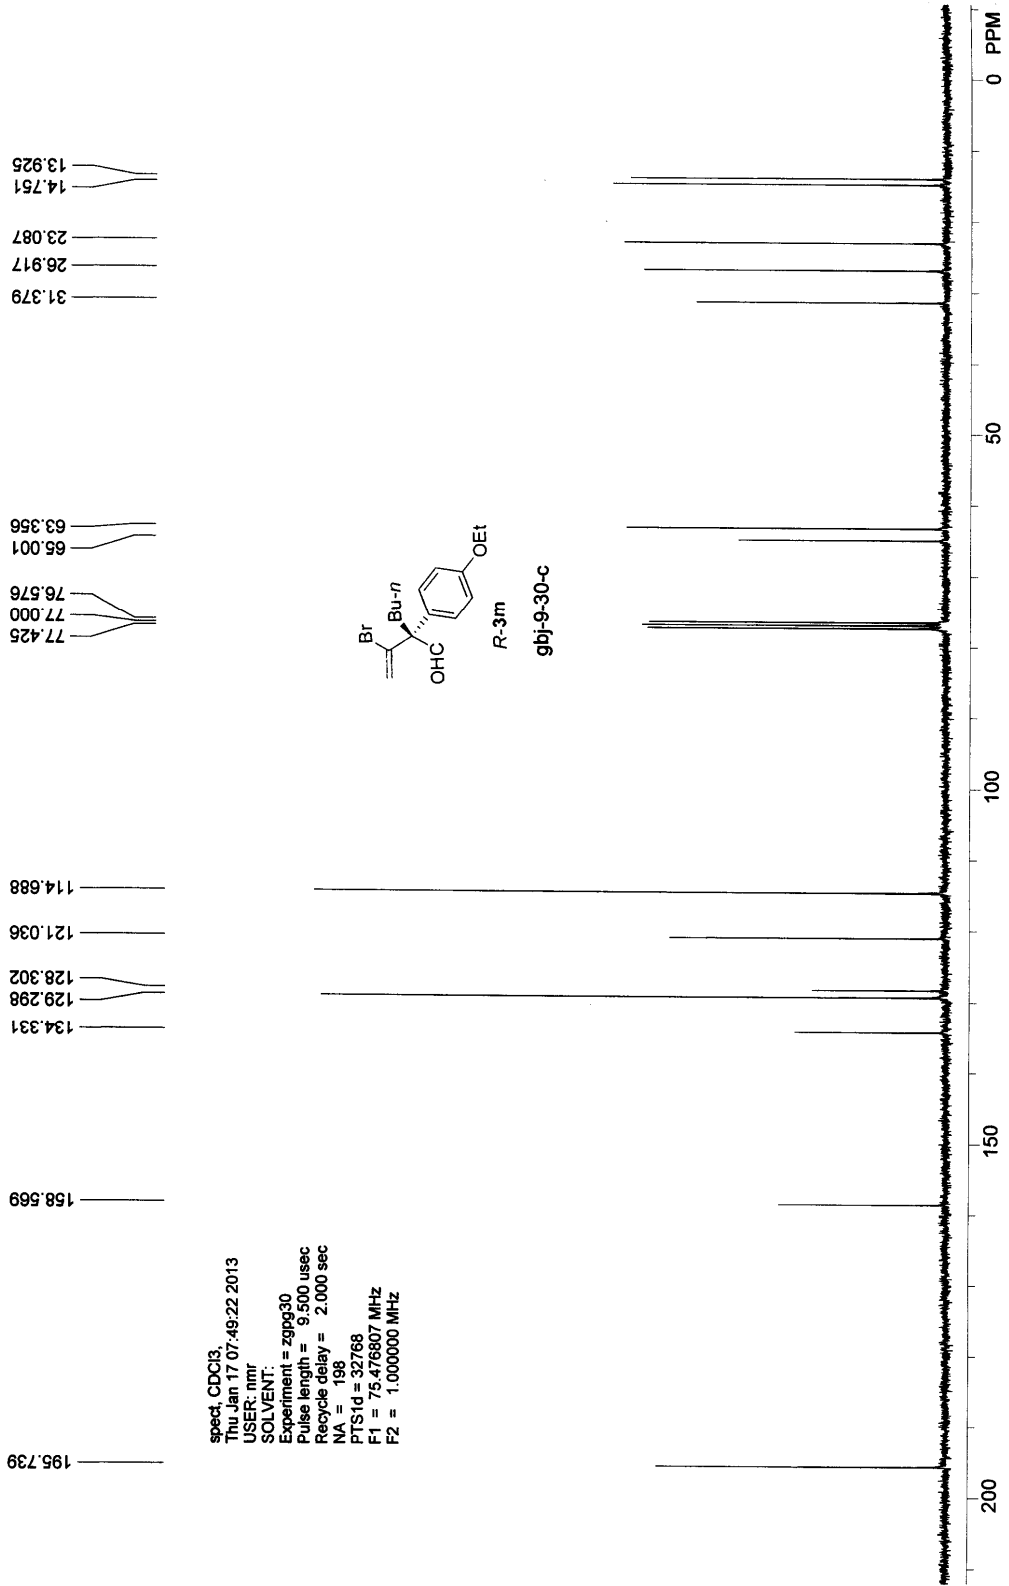 195.739
158.569
134.331
129.298
128.302
121.036
114.688
77.425
77.000
76.576
65.001
63.356
31.379
26.917
23.087
14.751
13.925
spect, CDCl3,
Thu Jan 17 07:49:22 2013
USER: nmr
SOLVENT:
Experiment = zgpg30
Pulse length = 9.500 usec
Recycle delay = 2.000 sec
NA = 198
PTS1d = 32768
F1 = 75.476807 MHz
F2 = 1.000000 MHz
Br
Bu-n
OHC
OEt
R-3m
gbj-9-30-c
200 150 100 50 0 PPM